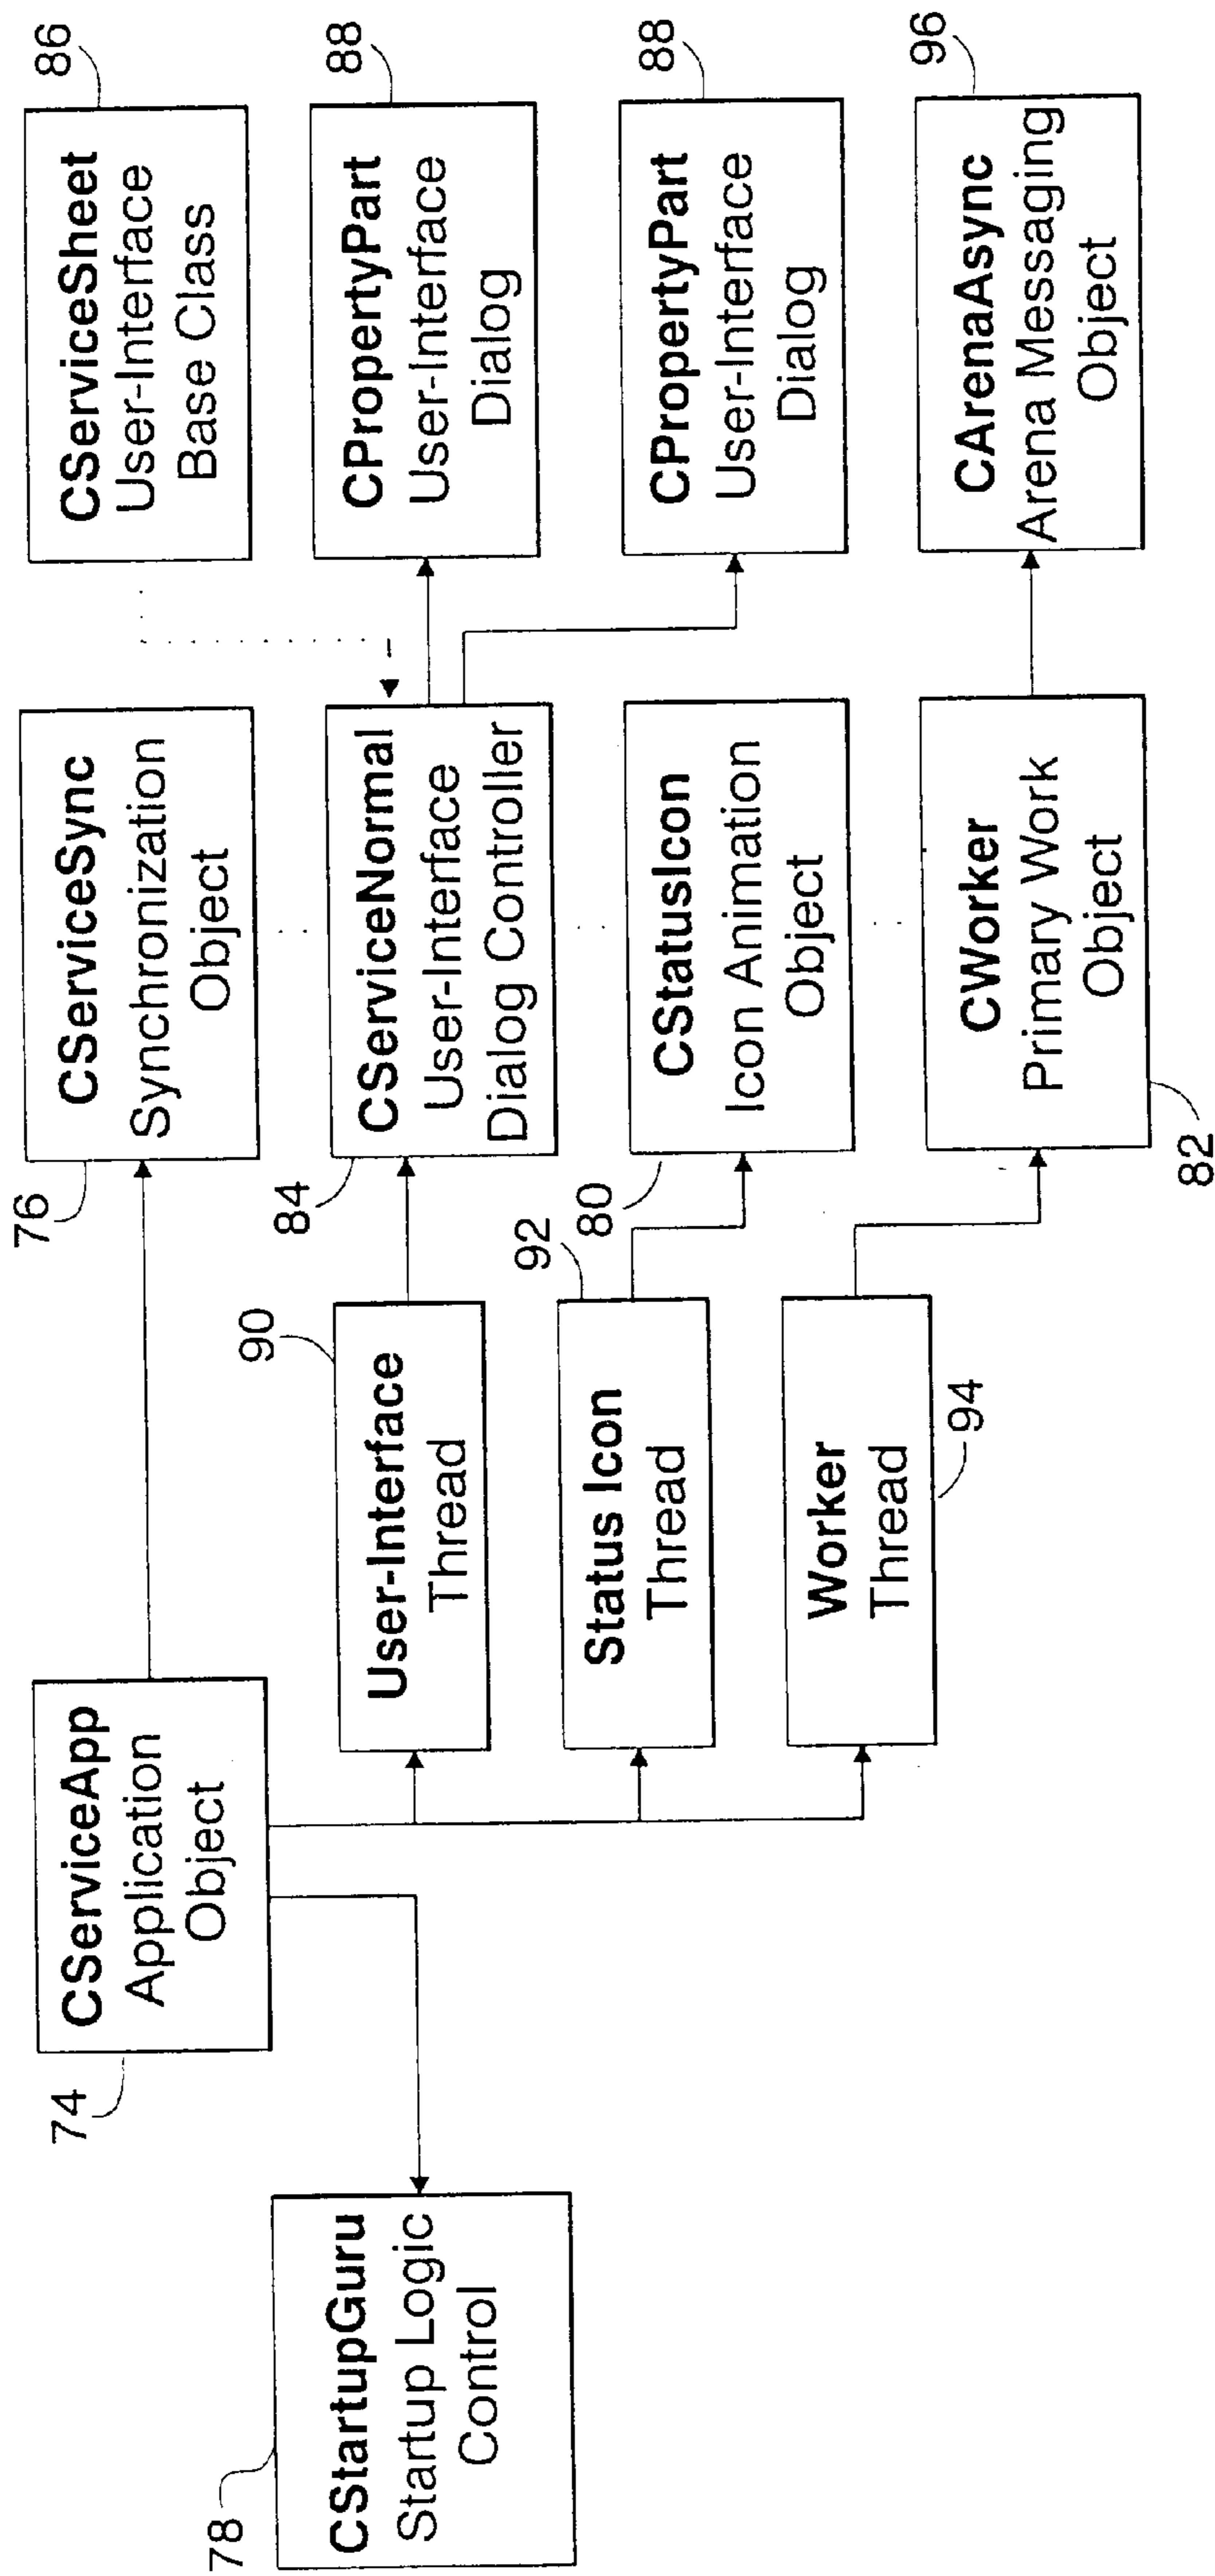 86
CServiceSheet
User-Interface
Base Class
88
CPropertyPart
User-Interface
Dialog
88
CPropertyPart
User-Interface
Dialog
96
CArenaAsync
Arena Messaging
Object
76
CServiceSync
Synchronization
Object
84
CServiceNormal
User-Interface
Dialog Controller
80
CStatusIcon
Icon Animation
Object
82
CWorker
Primary Work
Object
90
User-Interface
Thread
92
Status Icon
Thread
94
Worker
Thread
74
CServiceApp
Application
Object
78
CStartupGuru
Startup Logic
Control